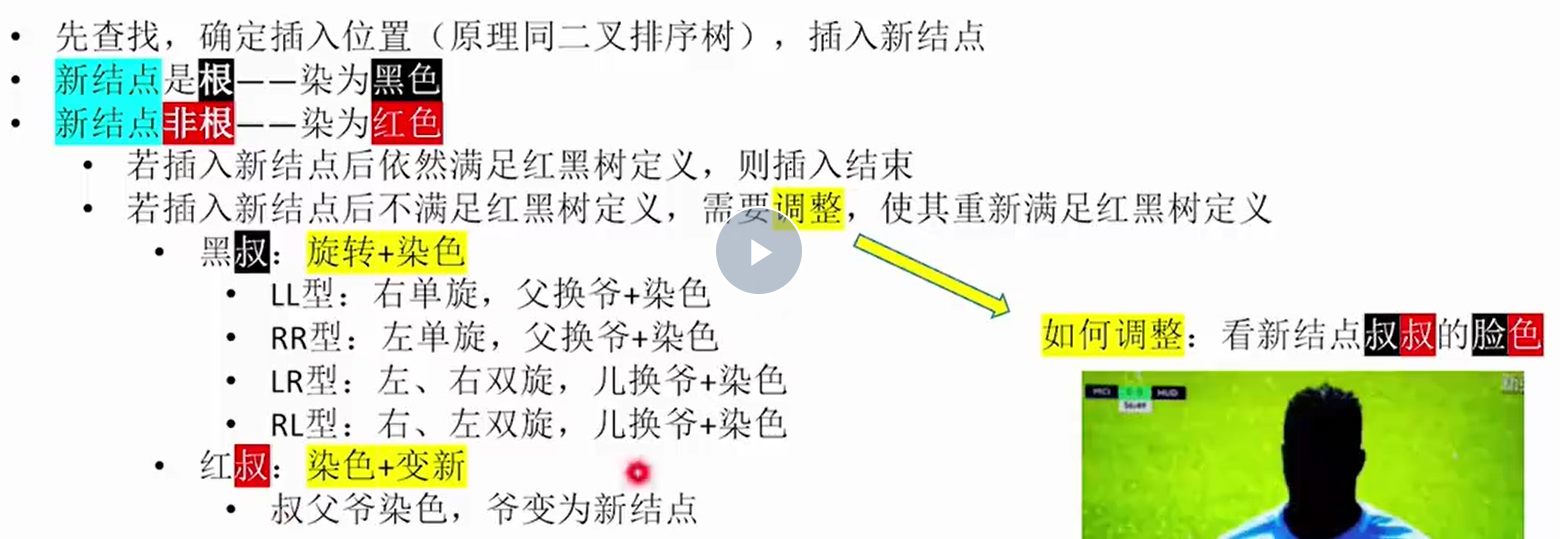 • 先查找，确定插入位置（原理同二叉排序树），插入新结点
• 新结点是根——染为黑色
• 新结点非根——染为红色
• 若插入新结点后依然满足红黑树定义，则插入结束
• 若插入新结点后不满足红黑树定义，需要调整，使其重新满足红黑树定义
• 黑叔：旋转+染色
• LL型：右单旋，父换爷+染色
• RR型：左单旋，父换爷+染色
• LR型：左、右双旋，儿换爷+染色
• RL型：右、左双旋，儿换爷+染色
• 红叔：染色+变新
• 叔父爷染色，爷变为新结点
如何调整：看新结点叔叔的脸色
MCI HUD